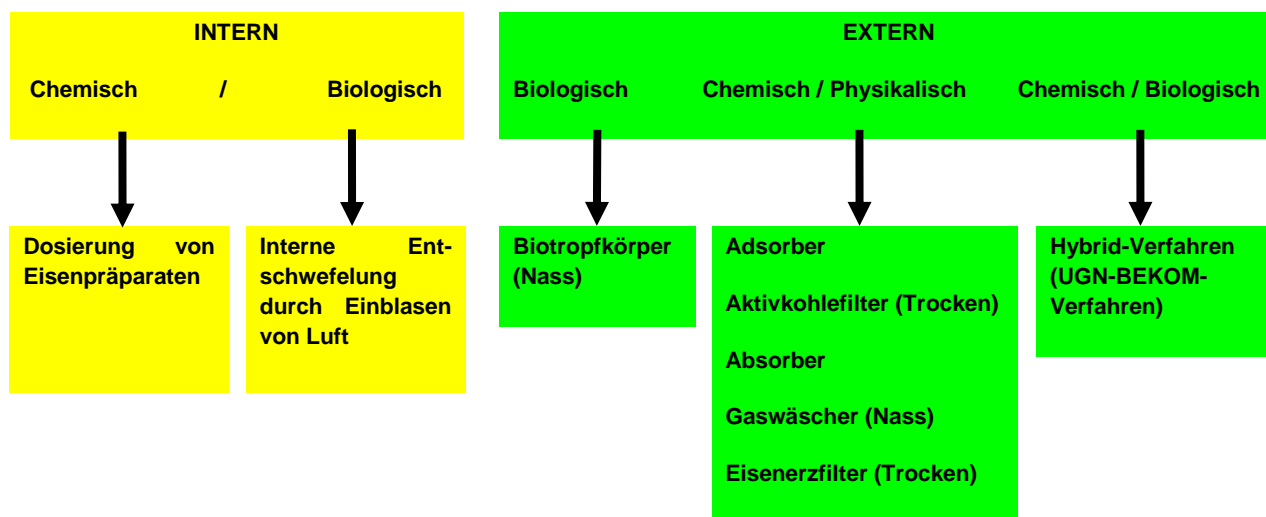 INTERN
Chemisch / Biologisch
Dosierung von
Eisenpräparaten
Interne Ent-
schwefelung
durch Einblasen
von Luft
EXTERN
Biologisch Chemisch / Physikalisch Chemisch / Biologisch
Biotropfkörper
(Nass)
Adsorber
Aktivkohlefilter (Trocken)
Absorber
Gaswäscher (Nass)
Eisenerzfilter (Trocken)
Hybrid-Verfahren
(UGN-BEKOM-
Verfahren)